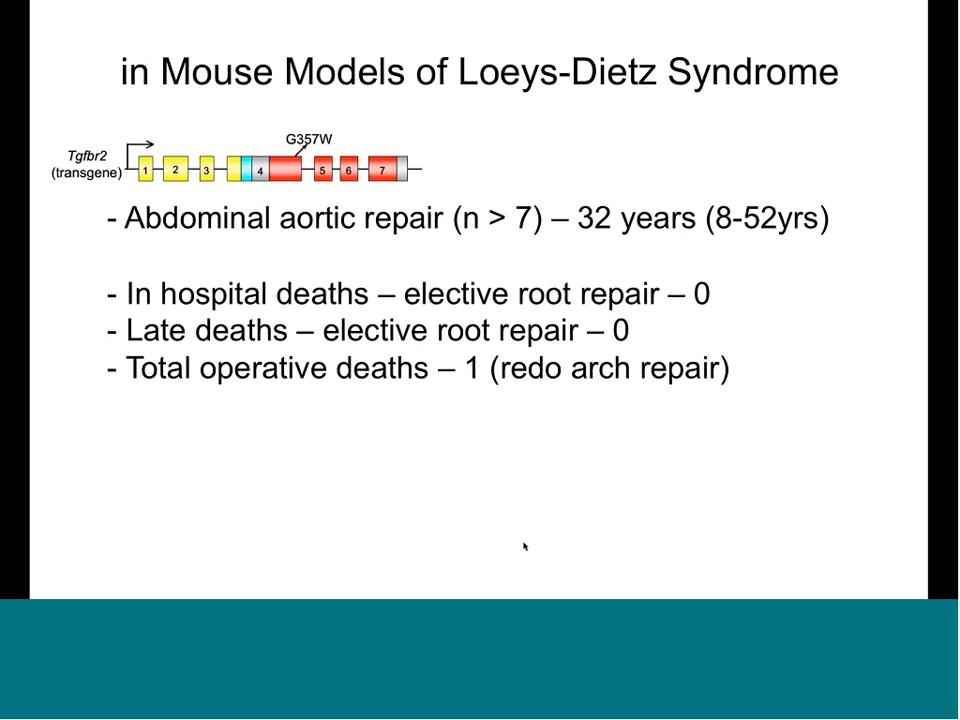 in Mouse Models of Loeys-Dietz Syndrome
G357W
Tgfbr2
(transgene)
1 2 3 4 5 6 7
- Abdominal aortic repair (n > 7) – 32 years (8-52yrs)
- In hospital deaths – elective root repair – 0
- Late deaths – elective root repair – 0
- Total operative deaths – 1 (redo arch repair)